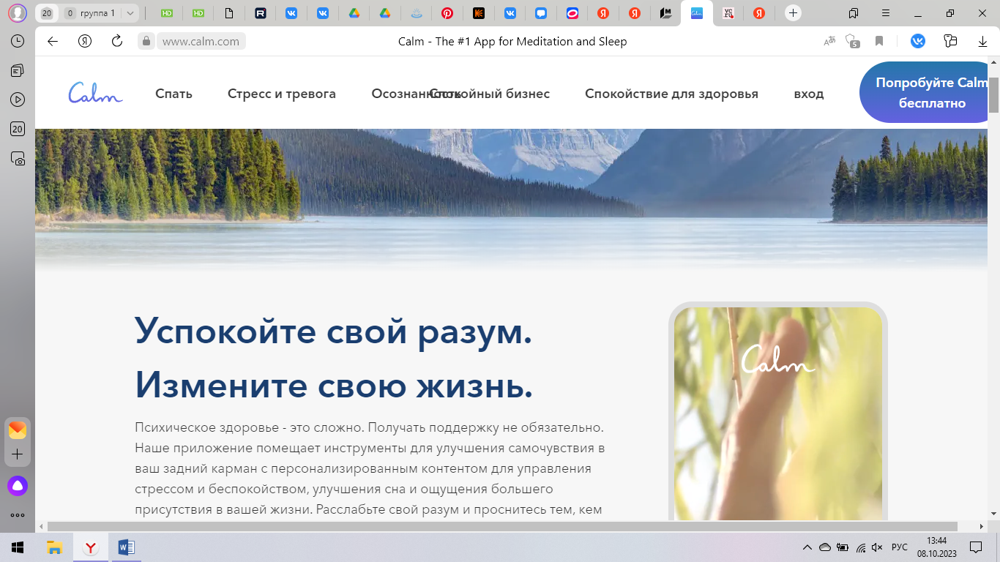 20
0 группа 1
HD
HD
www.calm.com
Calm - The #1 App for Meditation and Sleep
5
20
Calm
Спать
Стресс и тревога
Осознанность
Спокойный бизнес
Спокойствие для здоровья
вход
Попробуйте Calm
бесплатно
Успокойте свой разум.
Измените свою жизнь.
Психическое здоровье - это сложно. Получать поддержку не обязательно.
Наше приложение помещает инструменты для улучшения самочувствия в
ваш задний карман с персонализированным контентом для управления
стрессом и беспокойством, улучшения сна и ощущения большего
присутствия в вашей жизни. Расслабьте свой разум и проснитесь тем, кем
Calm
РУС
13:44
08.10.2023